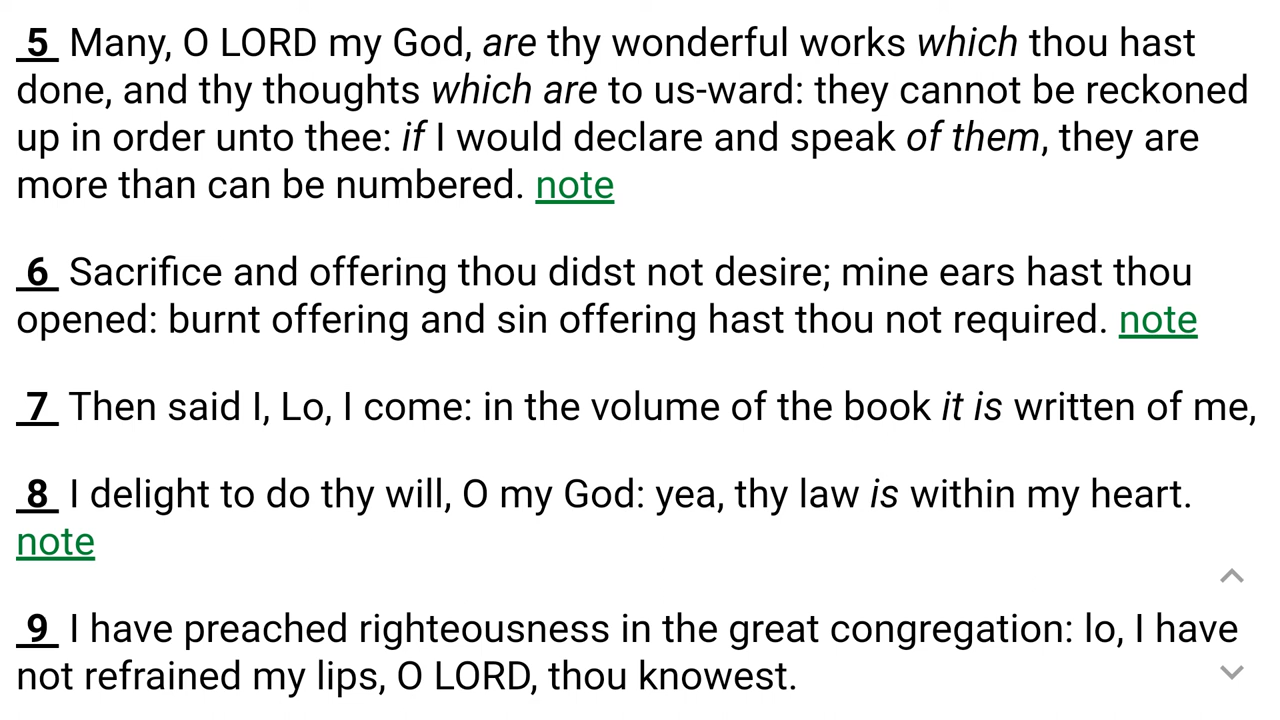 5 Many, O LORD my God, are thy wonderful works which thou hast
done, and thy thoughts which are to us-ward: they cannot be reckoned
up in order unto thee: if I would declare and speak of them, they are
more than can be numbered. note
6 Sacrifice and offering thou didst not desire; mine ears hast thou
opened: burnt offering and sin offering hast thou not required. note
7 Then said I, Lo, I come: in the volume of the book it is written of me,
8 I delight to do thy will, O my God: yea, thy law is within my heart.
note
9 I have preached righteousness in the great congregation: lo, I have
not refrained my lips, O LORD, thou knowest.